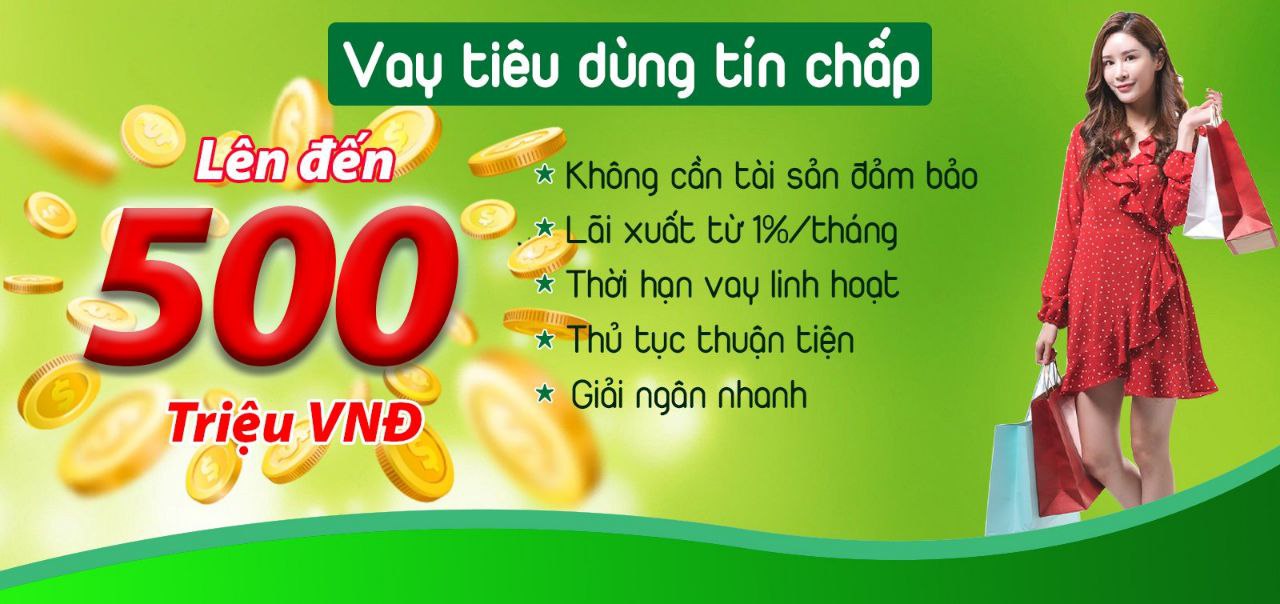 Vay tiêu dùng tín chấp
Lên đến
500
Triệu VNĐ
Không cần tài sản đảm bảo
Lãi xuất từ 1%/tháng
Thời hạn vay linh hoạt
Thủ tục thuận tiện
Giải ngân nhanh